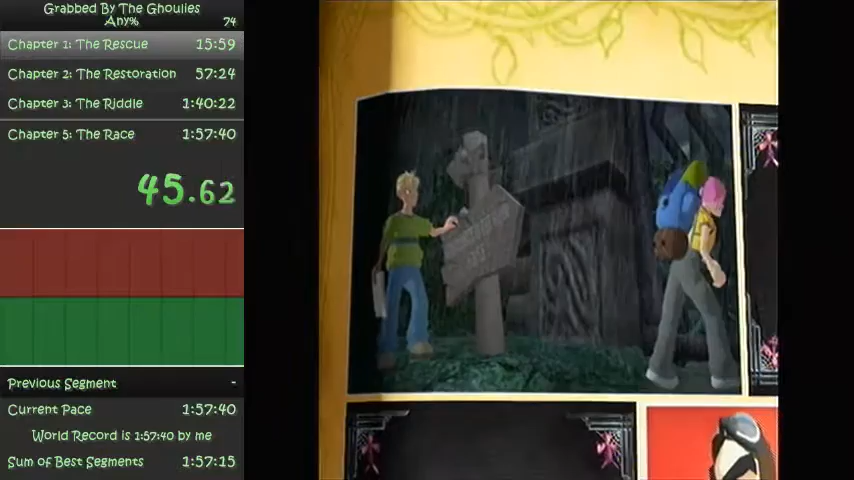 Grabbed By The Ghoulies
Any% 74
Chapter 1: The Rescue 15:59
Chapter 2: The Restoration 57:24
Chapter 3: The Riddle 1:40:22
Chapter 5: The Race 1:57:40
45.62
Previous Segment -
Current Pace 1:57:40
World Record is 1:57:40 by me
Sum of Best Segments 1:57:15